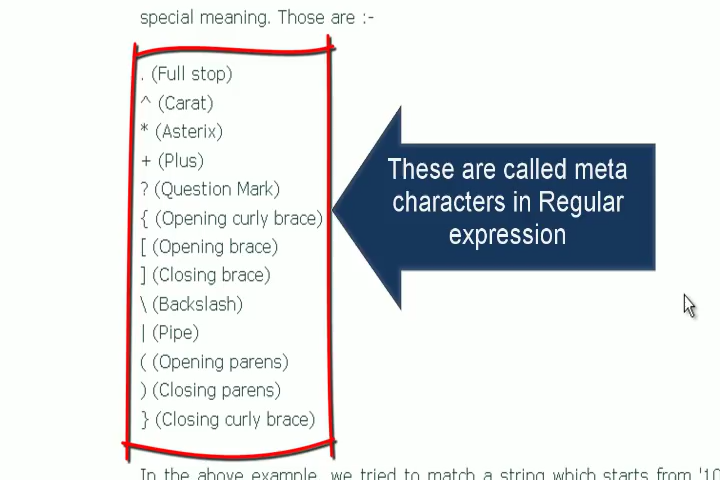 special meaning. Those are :-
. (Full stop)
^ (Carat)
* (Asterix)
+ (Plus)
? (Question Mark)
{ (Opening curly brace)
[ (Opening brace)
] (Closing brace)
\ (Backslash)
| (Pipe)
( (Opening parens)
) (Closing parens)
} (Closing curly brace)
These are called meta
characters in Regular
expression
In the above example, we tried to match a string which starts from '10